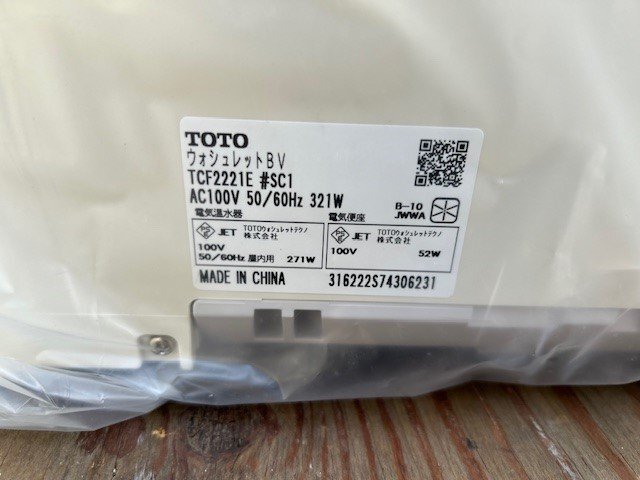 TOTO
ウォシュレットBV
TCF2221E #SC1
AC100V 50/60Hz 321W
B-10
JWWA
電気温水器
電気便座
JET
TOTOウォシュレットテクノ
株式会社
100V
50/60Hz 屋内用 271W
JET
TOTOウォシュレットテクノ
株式会社
100V 52W
MADE IN CHINA
316222S74306231